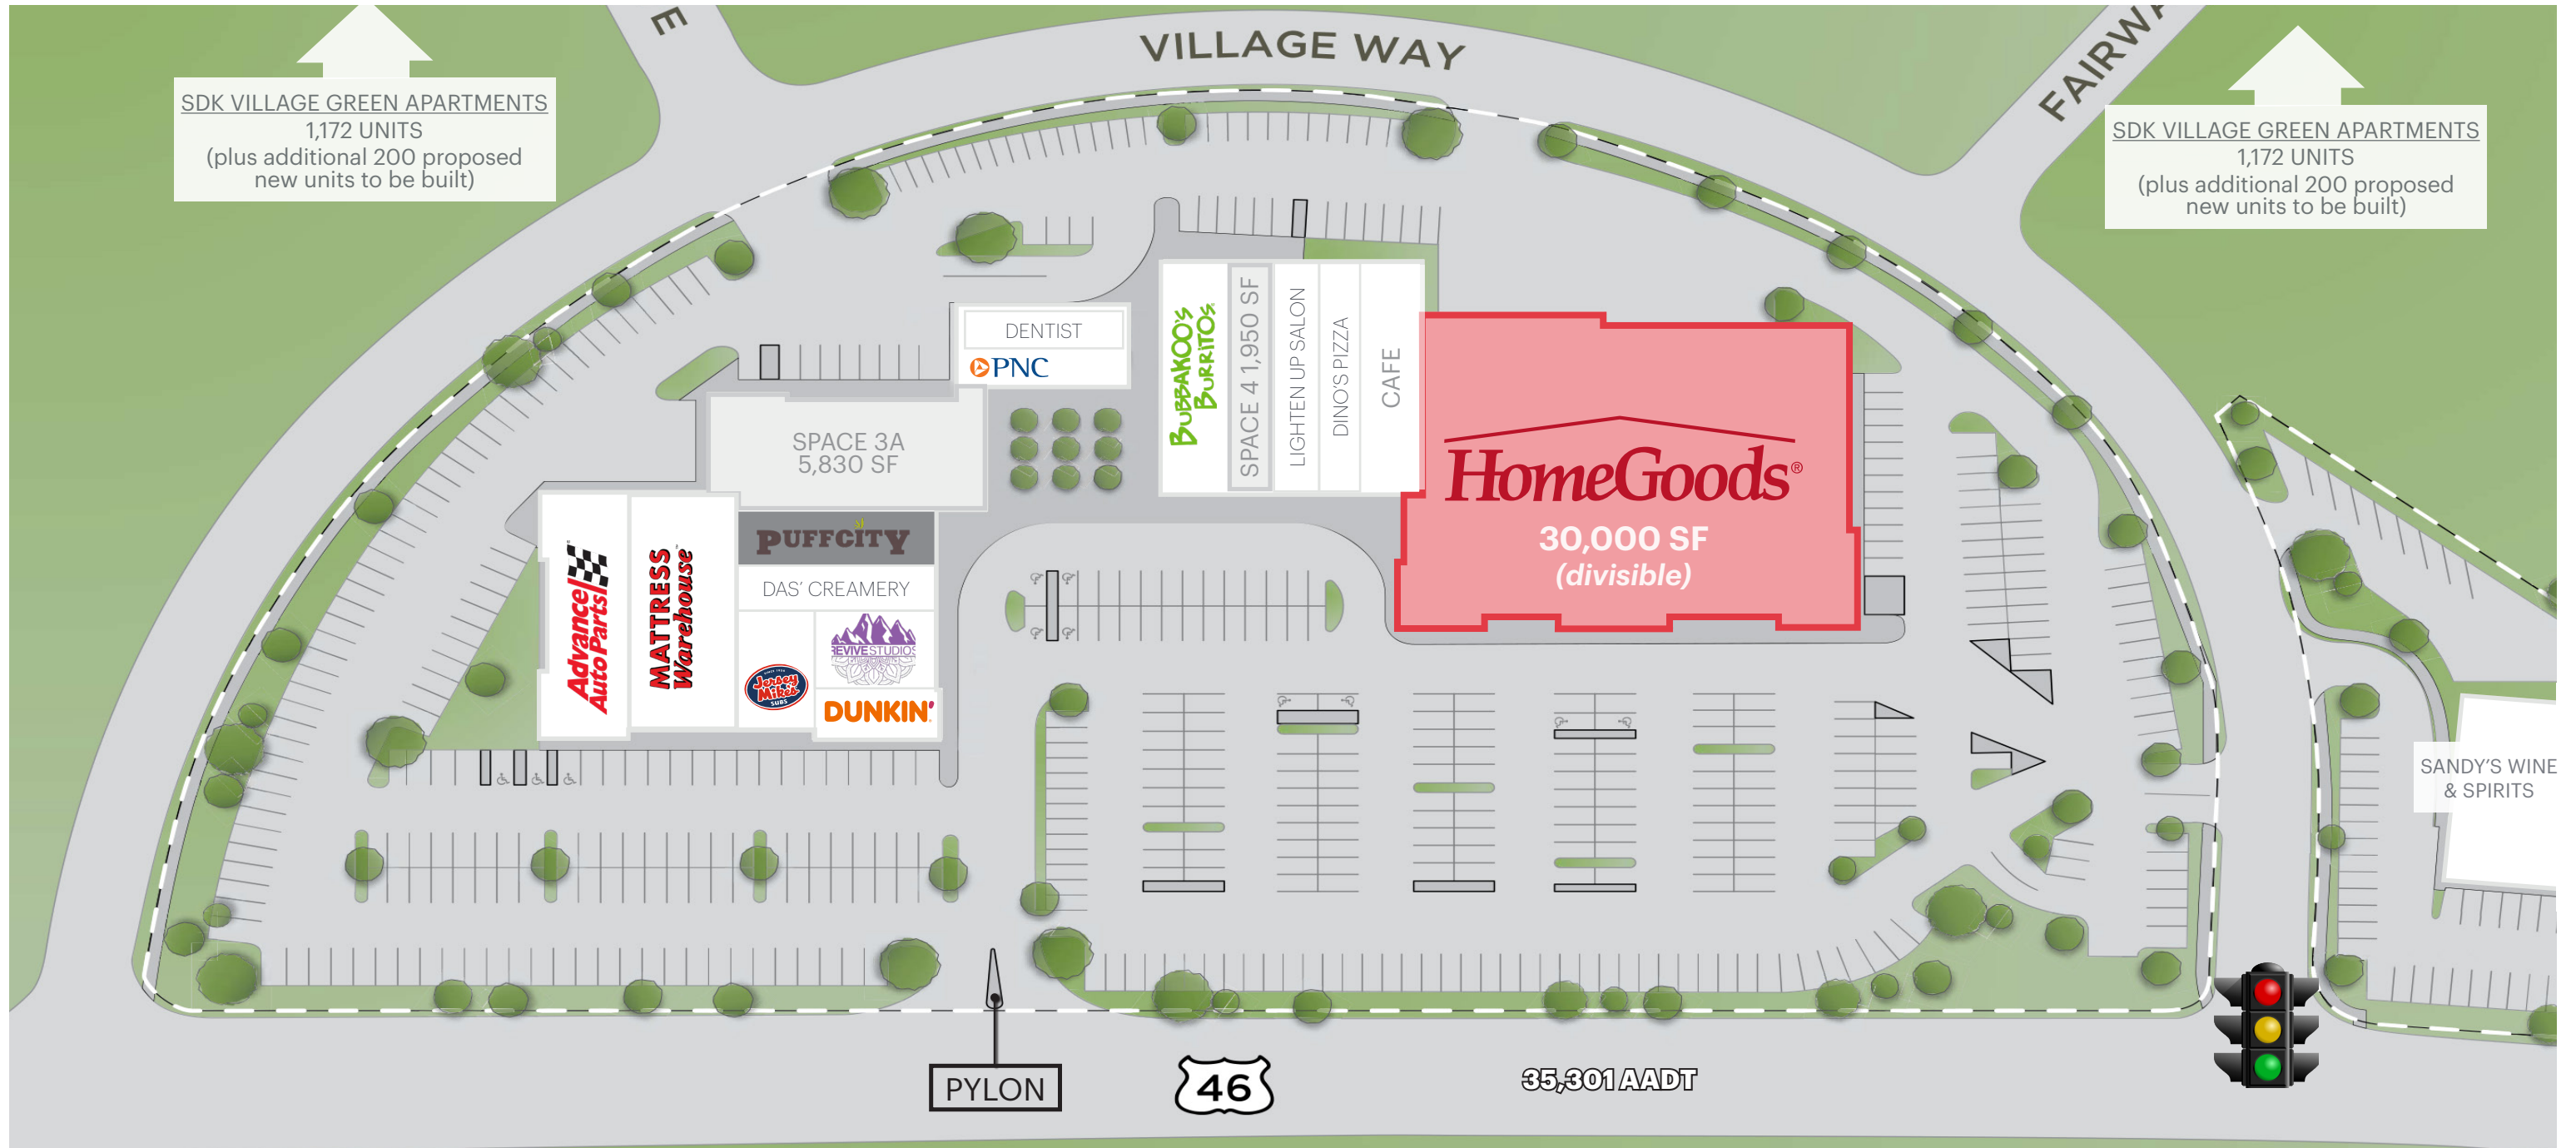 E
VILLAGE WAY
FAIRWA
SDK VILLAGE GREEN APARTMENTS
1,172 UNITS
(plus additional 200 proposed
new units to be built)
SDK VILLAGE GREEN APARTMENTS
1,172 UNITS
(plus additional 200 proposed
new units to be built)
DENTIST
PNC
BUBBAKOO'S
BURRITOS
SPACE 4 1,950 SF
LIGHTEN UP SALON
DINO'S PIZZA
CAFE
SPACE 3A
5,830 SF
HomeGoods®
30,000 SF
(divisible)
Advance
Auto Parts
MATTRESS
Warehouse
PUFFCITY
DAS' CREAMERY
SINCE 1956
Jersey
Mike's
SUBS
REVIVE STUDIOS
DUNKIN'
SANDY'S WINE
& SPIRITS
PYLON
46
35,301 AADT